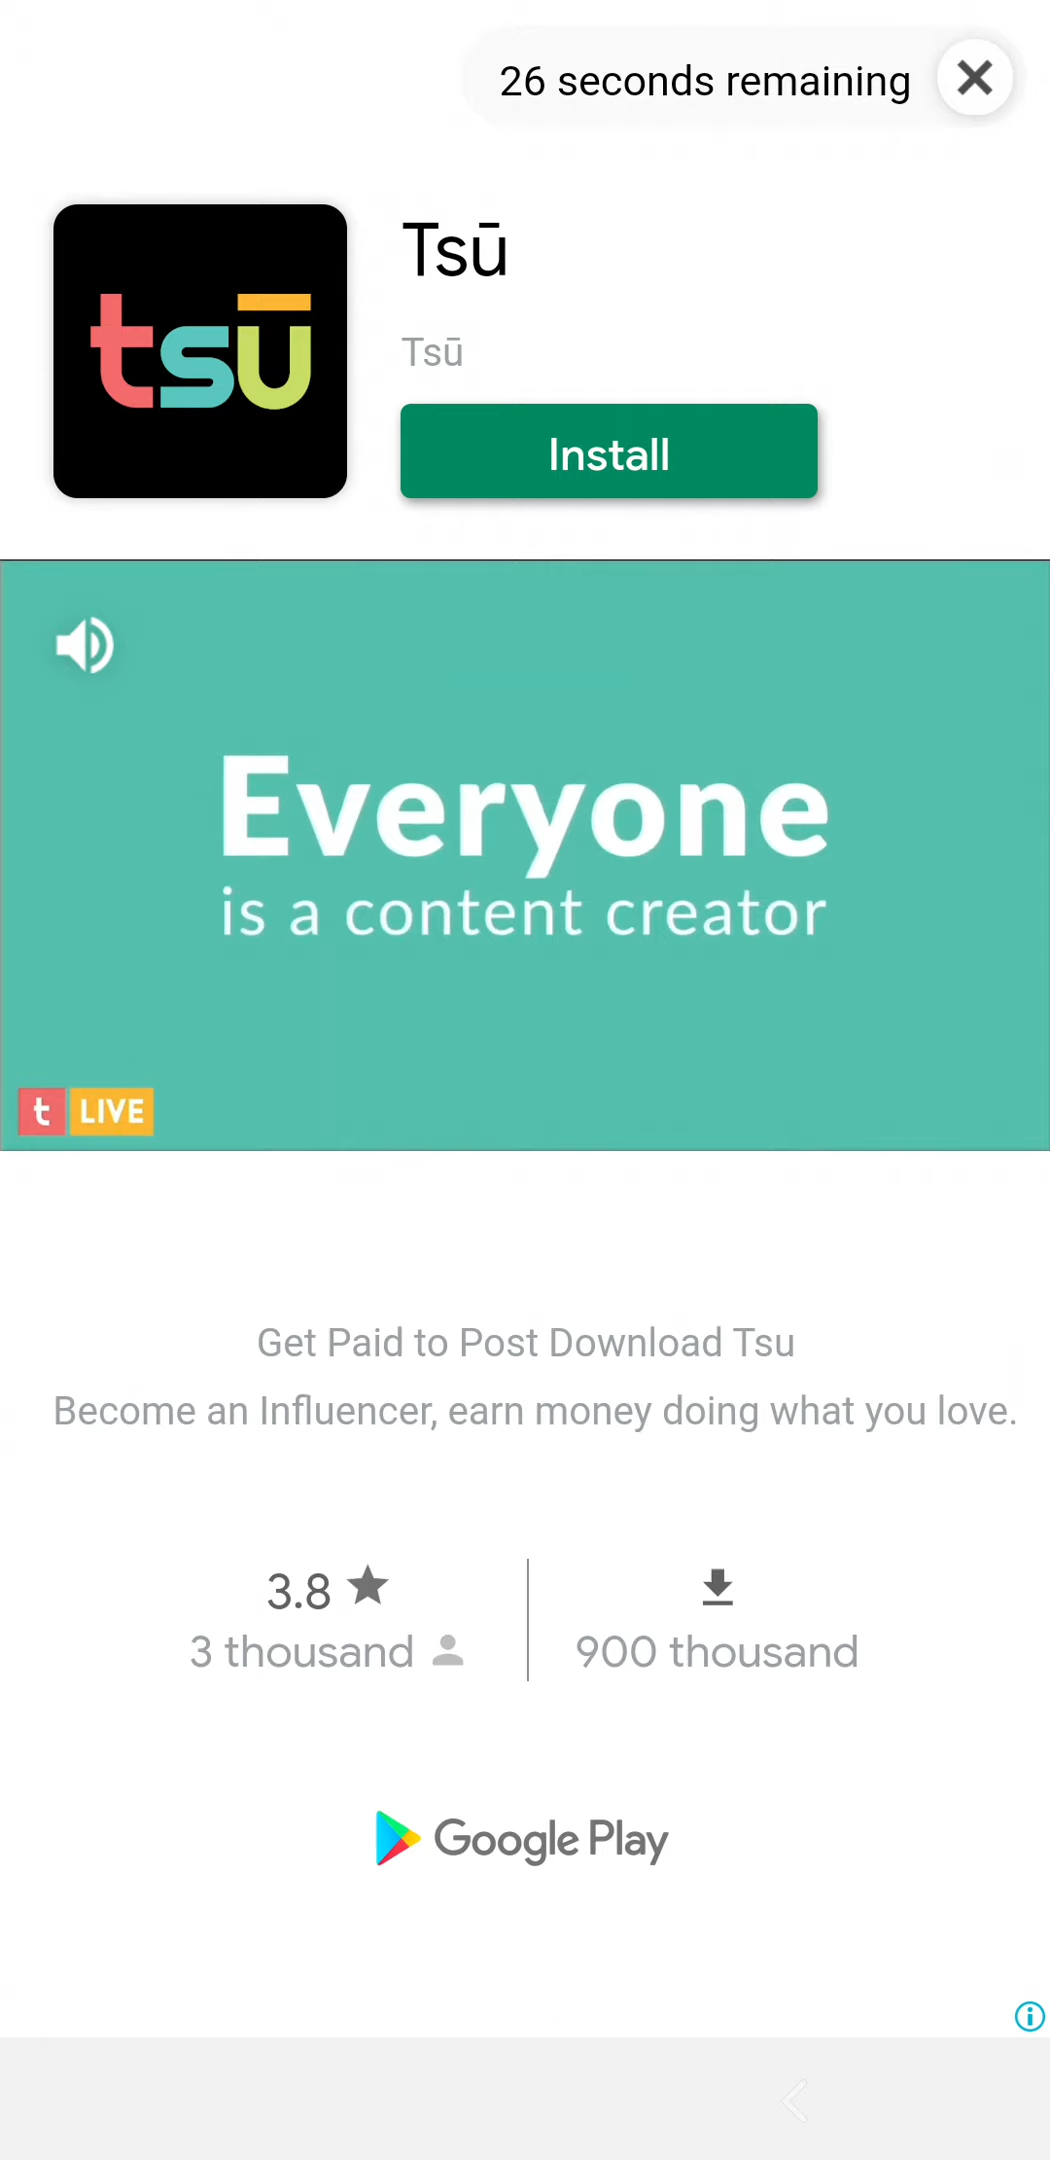 26 seconds remaining
tsū
Tsū
Tsū
Install
Everyone
is a content creator
t LIVE
Get Paid to Post Download Tsu
Become an Influencer, earn money doing what you love.
3.8
3 thousand
900 thousand
Google Play